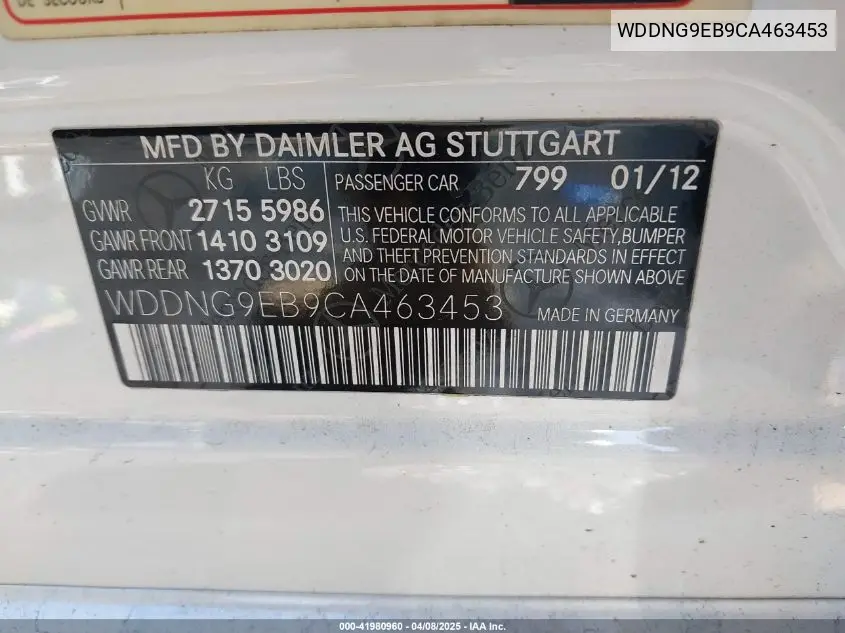 DE SECOURS
WDDNG9EB9CA463453
MFD BY DAIMLER AG STUTTGART
KG LBS
GVWR 2715 5986
GAWR FRONT 1410 3109
GAWR REAR 1370 3020
PASSENGER CAR 799 01/12
THIS VEHICLE CONFORMS TO ALL APPLICABLE
U.S. FEDERAL MOTOR VEHICLE SAFETY,BUMPER
AND THEFT PREVENTION STANDARDS IN EFFECT
ON THE DATE OF MANUFACTURE SHOWN ABOVE
WDDNG9EB9CA463453
MADE IN GERMANY
000-41980960 - 04/08/2025 - IAA Inc.